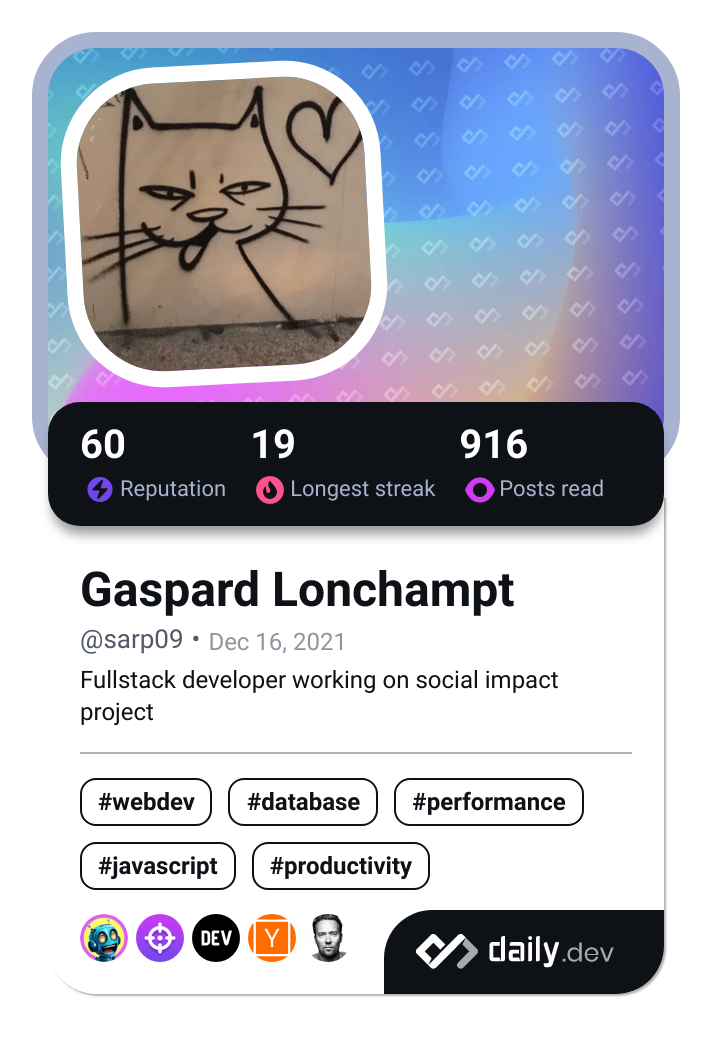 60 19 916
Reputation Longest streak Posts read
Gaspard Lonchampt
@sarp09 • Dec 16, 2021
Fullstack developer working on social impact
project
#webdev #database #performance
#javascript #productivity
DEV Y daily.dev